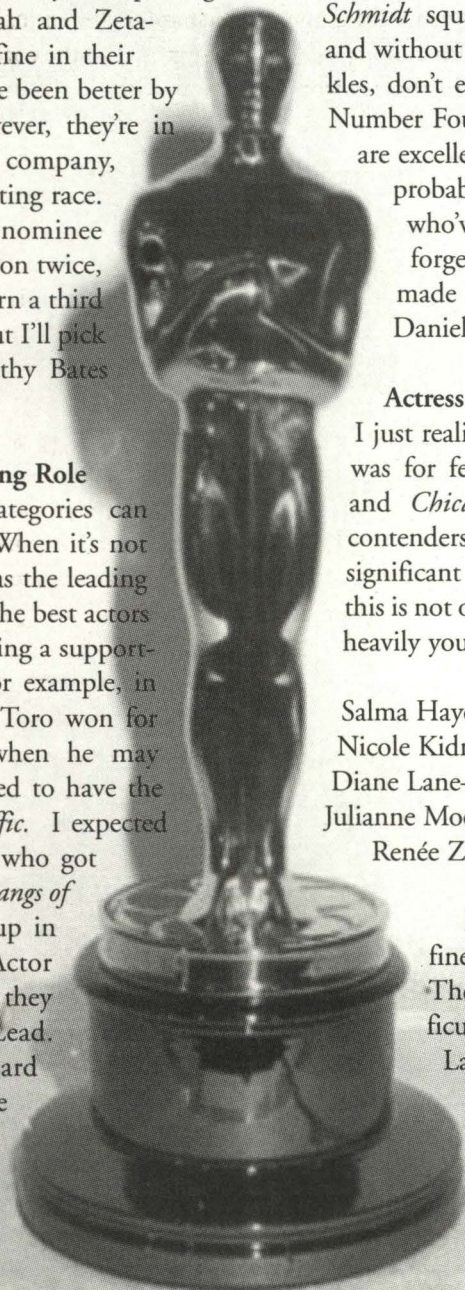 ah and Zeta-
fine in their
e been better by
ever, they're in
company,
ting race.
nominee
on twice,
rn a third
t I'll pick
thy Bates
ng Role
ategories can
When it's not
as the leading
he best actors
ing a support-
or example, in
Toro won for
when he may
ed to have the
ffic. I expected
who got
angs of
up in
Actor
they
Lead.
ard
e
Schmidt squ
and without
kles, don't e
Number Fou
are excelle
probab
who'v
forge
made
Daniel
Actress
I just reali
was for fe
and Chica
contenders
significant
this is not o
heavily you
Salma Haye
Nicole Kidn
Diane Lane-
Julianne Moo
Renée Z
fine
The
ficu
La